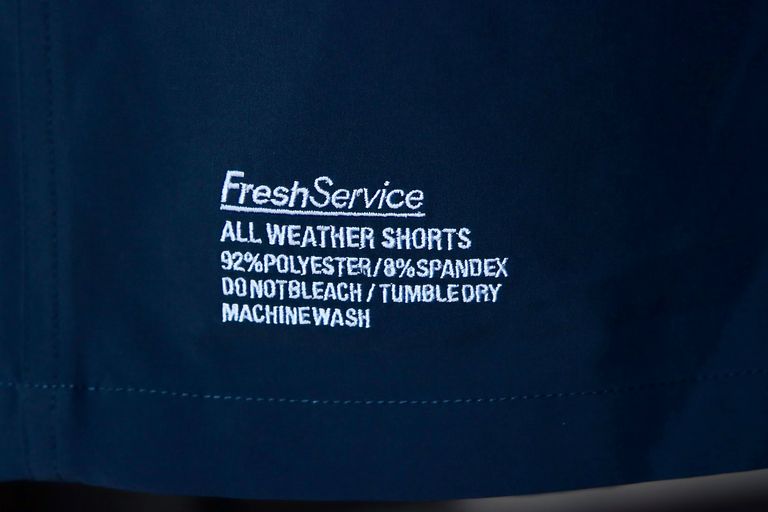 FreshService
ALL WEATHER SHORTS
92%POLYESTER/8%SPANDEX
DO NOT BLEACH / TUMBLE DRY
MACHINE WASH